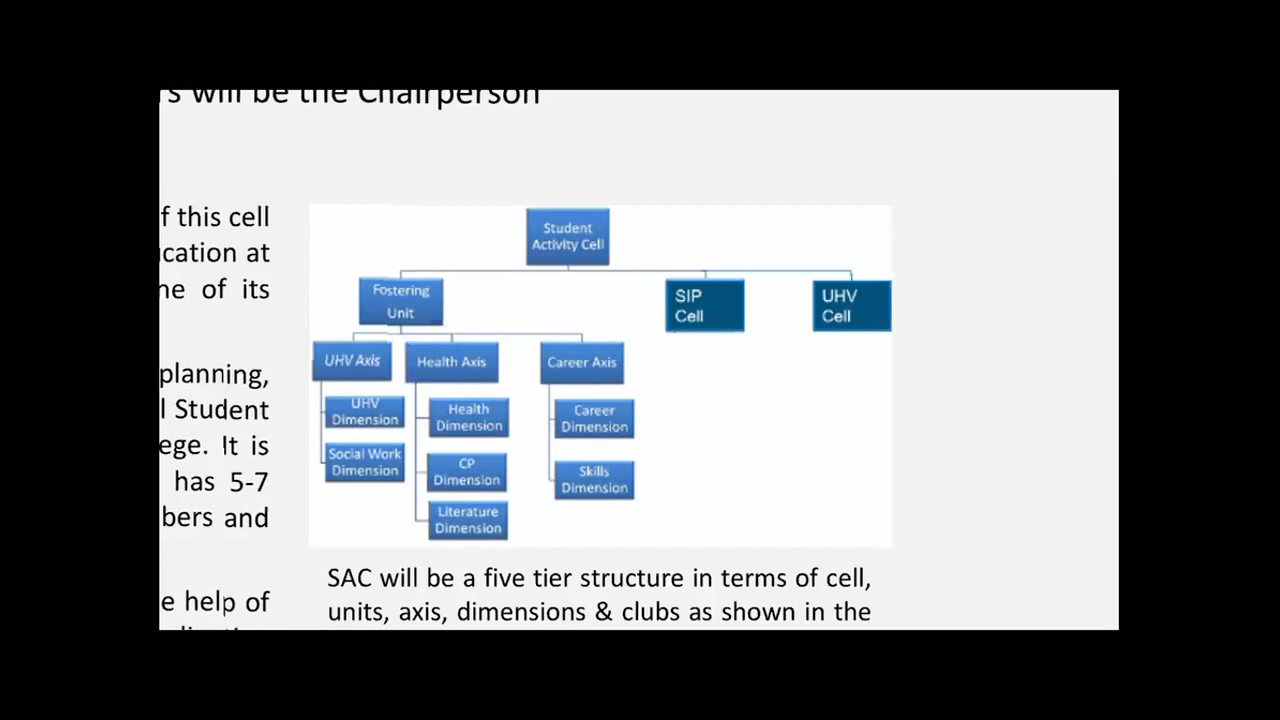 rs will be the Chairperson
f this cell
cation at
ne of its
planning,
l Student
ege. It is
has 5-7
bers and
e help of
Student
Activity Cell
Fostering
Unit
SIP
Cell
UHV
Cell
UHV Axis
Health Axis
Career Axis
UHV
Dimension
Health
Dimension
Career
Dimension
Social Work
Dimension
CP
Dimension
Skills
Dimension
Literature
Dimension
SAC will be a five tier structure in terms of cell,
units, axis, dimensions & clubs as shown in the